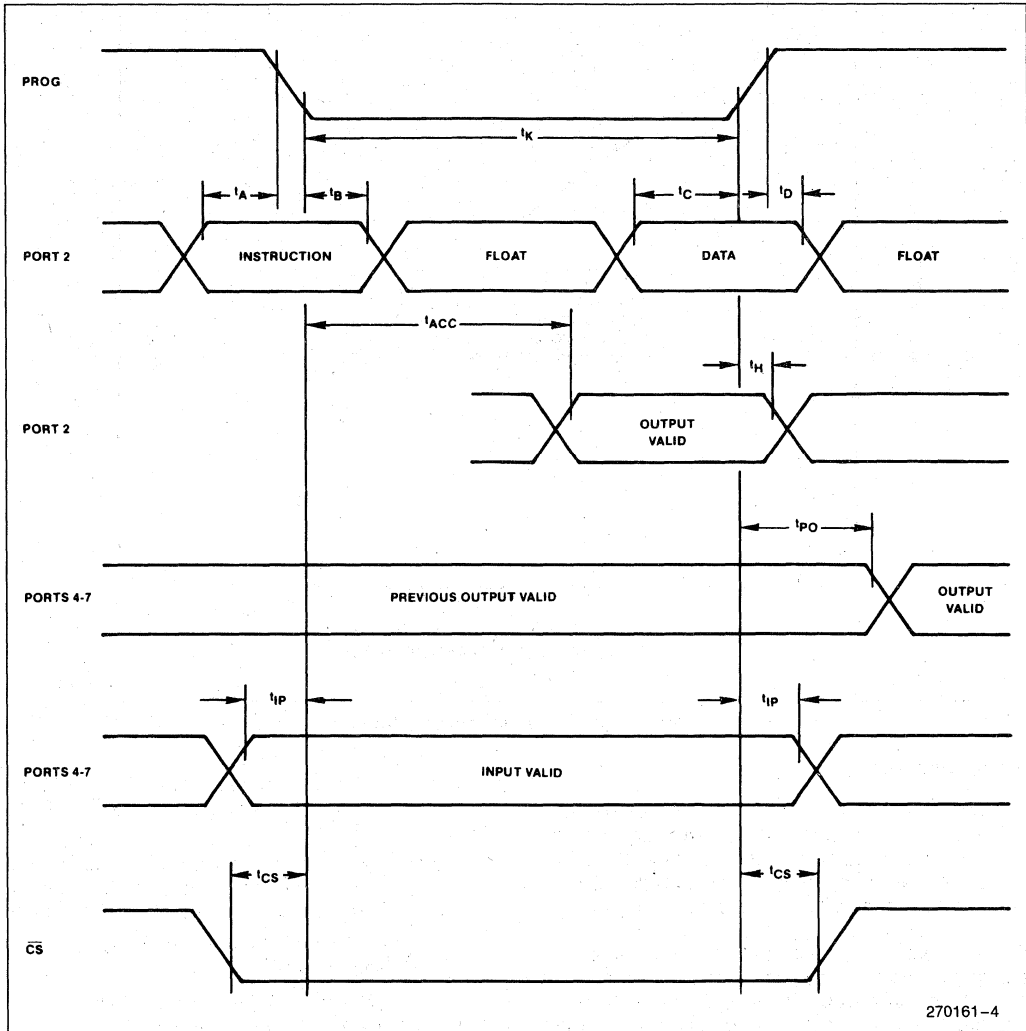 PROG
tK
tA
tB
tC
tD
PORT 2
INSTRUCTION
FLOAT
DATA
FLOAT
tACC
tH
PORT 2
OUTPUT
VALID
tPO
PORTS 4-7
PREVIOUS OUTPUT VALID
OUTPUT
VALID
tIP
tIP
PORTS 4-7
INPUT VALID
tCS
tCS
C̅S̅
270161–4